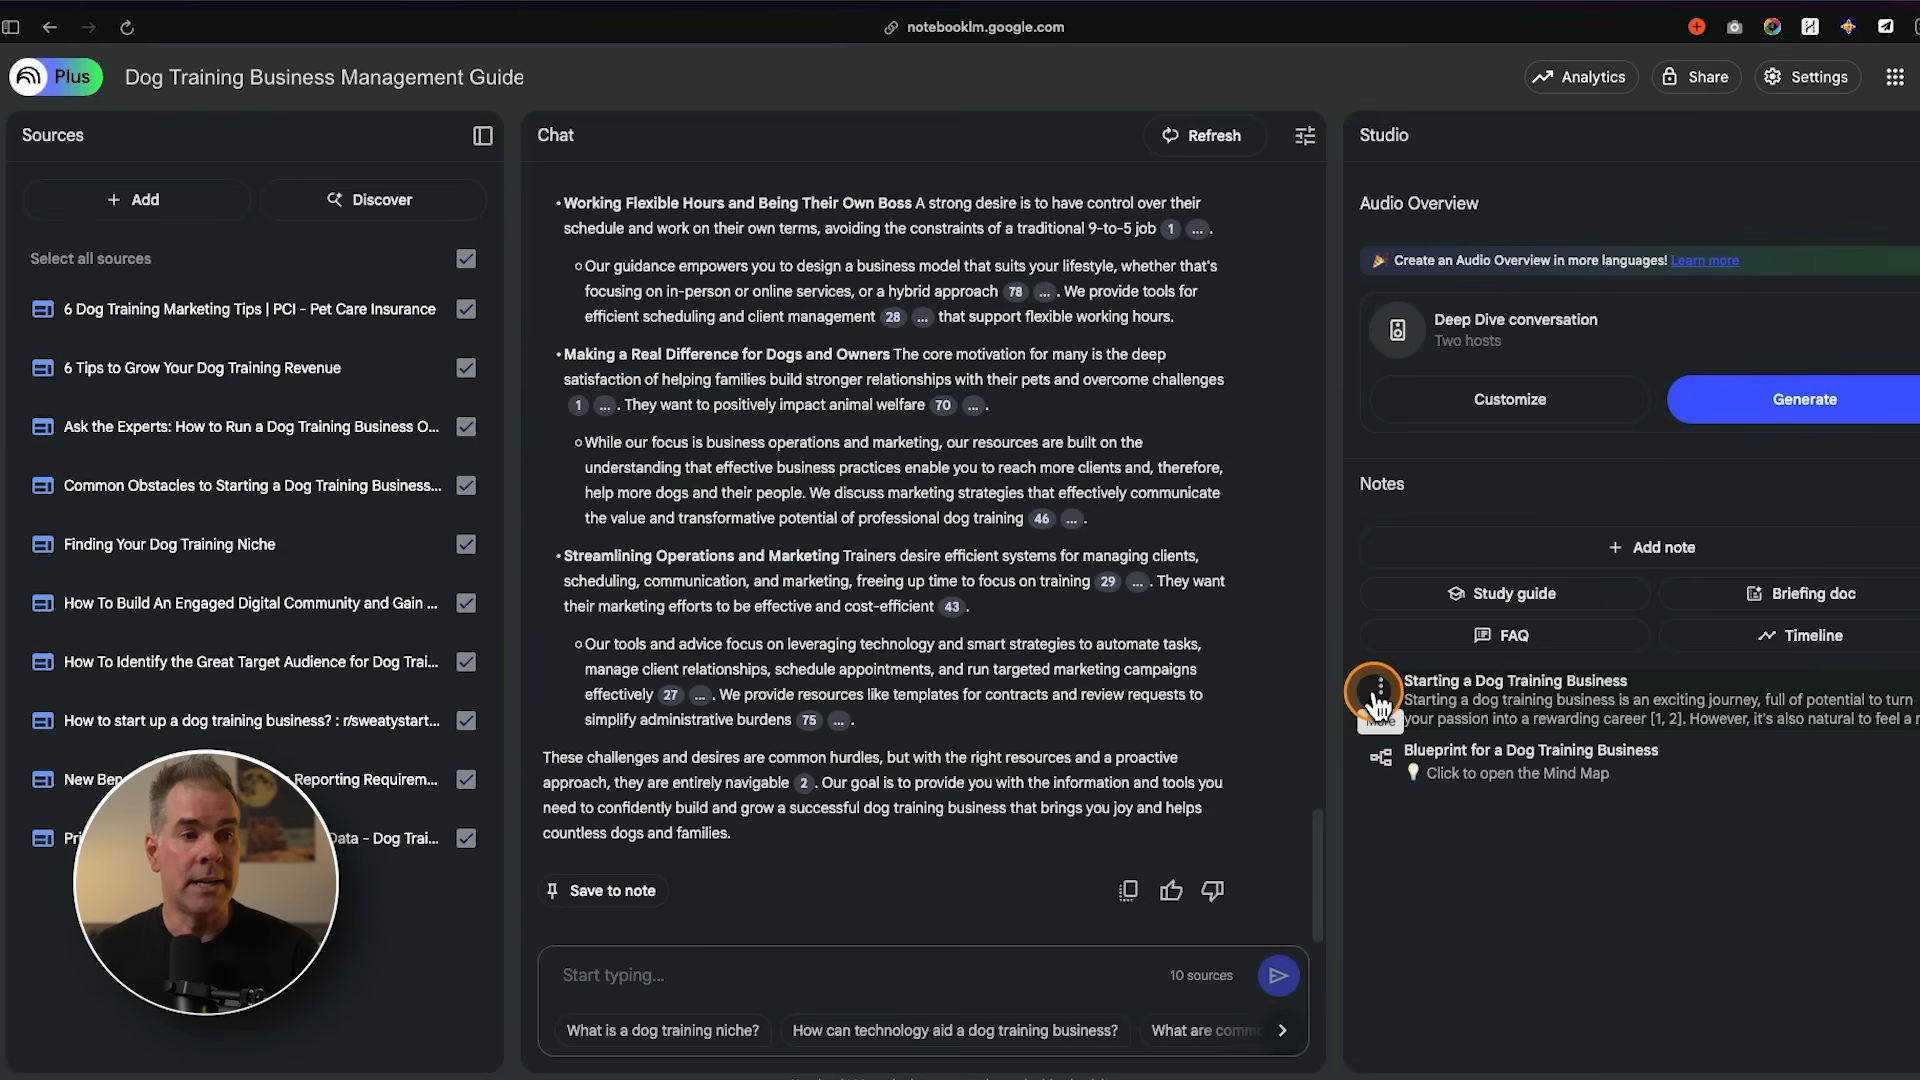 notebooklm.google.com
Plus
Dog Training Business Management Guide
Analytics
Share
Settings
Sources
+ Add
Discover
Select all sources
6 Dog Training Marketing Tips | PCI - Pet Care Insurance
6 Tips to Grow Your Dog Training Revenue
Ask the Experts: How to Run a Dog Training Business O...
Common Obstacles to Starting a Dog Training Business...
Finding Your Dog Training Niche
How To Build An Engaged Digital Community and Gain ...
How To Identify the Great Target Audience for Dog Trai...
How to start up a dog training business? : r/sweatystart...
New Reporting Requirem...
Data - Dog Trai...
Chat
Refresh
• Working Flexible Hours and Being Their Own Boss A strong desire is to have control over their
schedule and work on their own terms, avoiding the constraints of a traditional 9-to-5 job 1 ... .
○ Our guidance empowers you to design a business model that suits your lifestyle, whether that's
focusing on in-person or online services, or a hybrid approach 78 ... . We provide tools for
efficient scheduling and client management 28 ... that support flexible working hours.
• Making a Real Difference for Dogs and Owners The core motivation for many is the deep
satisfaction of helping families build stronger relationships with their pets and overcome challenges
1 ... . They want to positively impact animal welfare 70 ... .
○ While our focus is business operations and marketing, our resources are built on the
understanding that effective business practices enable you to reach more clients and, therefore,
help more dogs and their people. We discuss marketing strategies that effectively communicate
the value and transformative potential of professional dog training 46 ... .
• Streamlining Operations and Marketing Trainers desire efficient systems for managing clients,
scheduling, communication, and marketing, freeing up time to focus on training 29 ... . They want
their marketing efforts to be effective and cost-efficient 43 .
○ Our tools and advice focus on leveraging technology and smart strategies to automate tasks,
manage client relationships, schedule appointments, and run targeted marketing campaigns
effectively 27 ... . We provide resources like templates for contracts and review requests to
simplify administrative burdens 75 ... .
These challenges and desires are common hurdles, but with the right resources and a proactive
approach, they are entirely navigable 2 . Our goal is to provide you with the information and tools you
need to confidently build and grow a successful dog training business that brings you joy and helps
countless dogs and families.
Save to note
Start typing...
10 sources
What is a dog training niche?
How can technology aid a dog training business?
What are comm
Studio
Audio Overview
🎉 Create an Audio Overview in more languages! Learn more
Deep Dive conversation
Two hosts
Customize
Generate
Notes
+ Add note
Study guide
Briefing doc
FAQ
Timeline
Starting a Dog Training Business
Starting a dog training business is an exciting journey, full of potential to turn
your passion into a rewarding career [1, 2]. However, it's also natural to feel a
More
Blueprint for a Dog Training Business
💡 Click to open the Mind Map